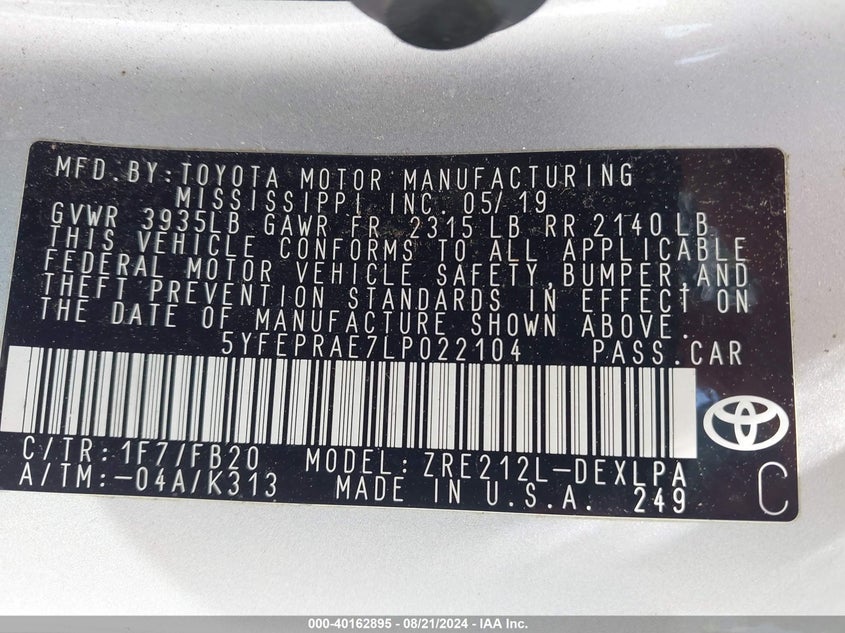 MFD.BY:TOYOTA MOTOR MANUFACTURING
MISSISSIPPI INC. 05/19
GVWR 3935LB GAWR FR 2315 LB RR 2140 LB
THIS VEHICLE CONFORMS TO ALL APPLICABLE
FEDERAL MOTOR VEHICLE SAFETY,BUMPER,AND
THEFT PREVENTION STANDARDS IN EFFECT ON
THE DATE OF MANUFACTURE SHOWN ABOVE.
5YFEPRAE7LP022104 PASS.CAR
C/TR: 1F7/FB20 MODEL: ZRE212L-DEXLPA
A/TM:-04A/K313 MADE IN U.S.A. 249 C
000-40162895 - 08/21/2024 - IAA Inc.